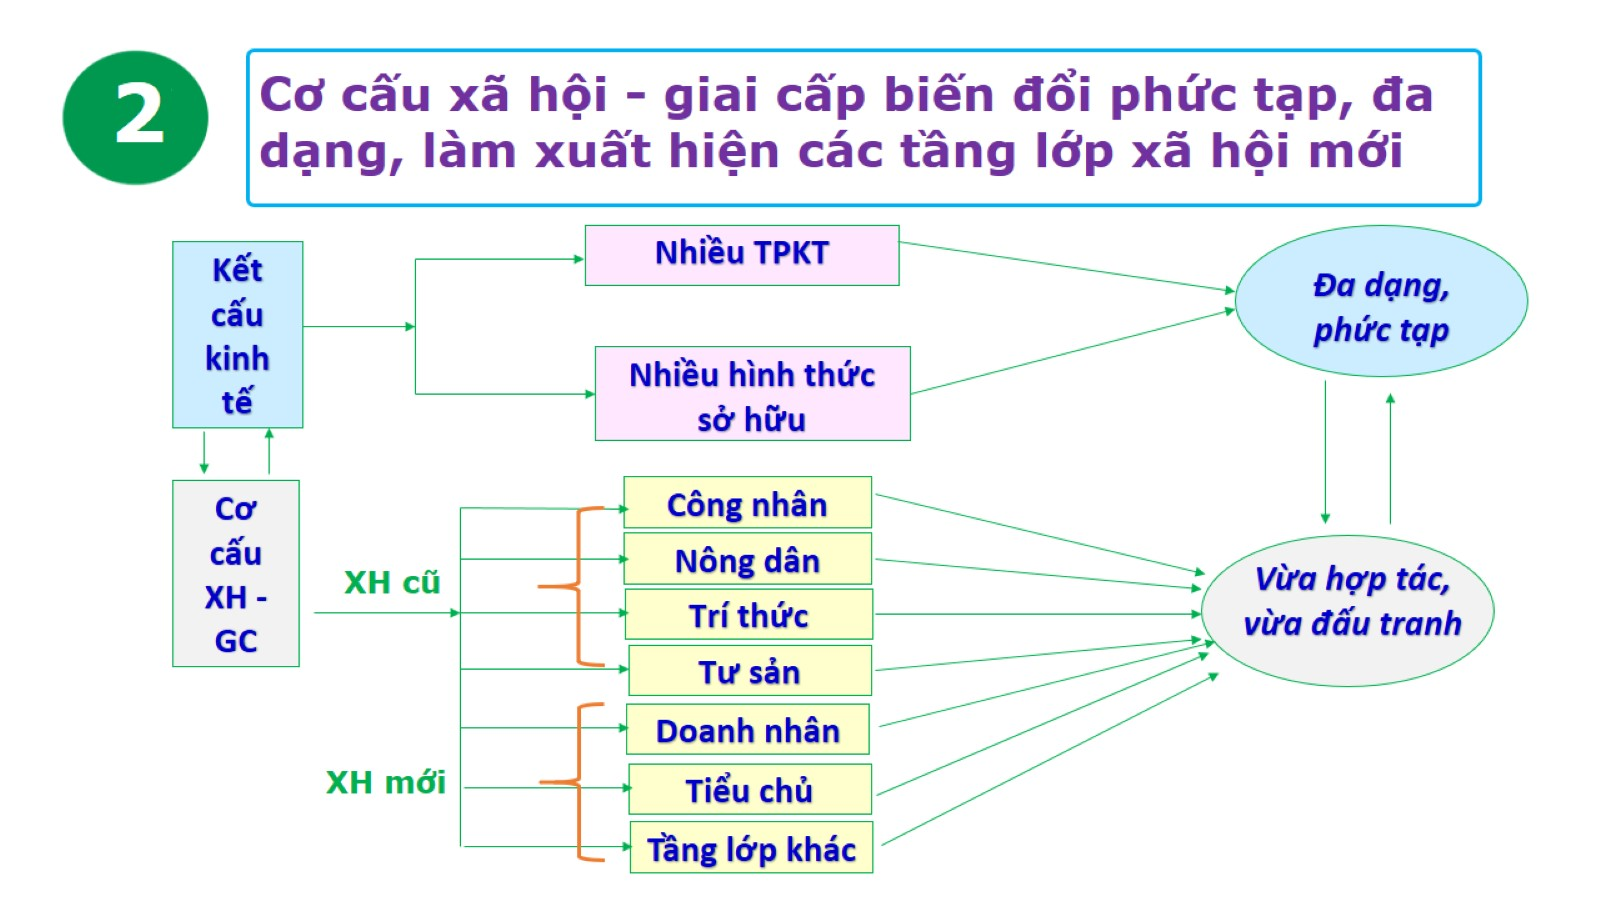 2
Cơ cấu xã hội – giai cấp biến đổi phức tạp, đa
dạng, làm xuất hiện các tầng lớp xã hội mới
Kết
cấu
kinh
tế
Nhiều TPKT
Nhiều hình thức
sở hữu
Đa dạng,
phức tạp
Cơ
cấu
XH -
GC
XH cũ
XH mới
Công nhân
Nông dân
Trí thức
Tư sản
Doanh nhân
Tiểu chủ
Tầng lớp khác
Vừa hợp tác,
vừa đấu tranh